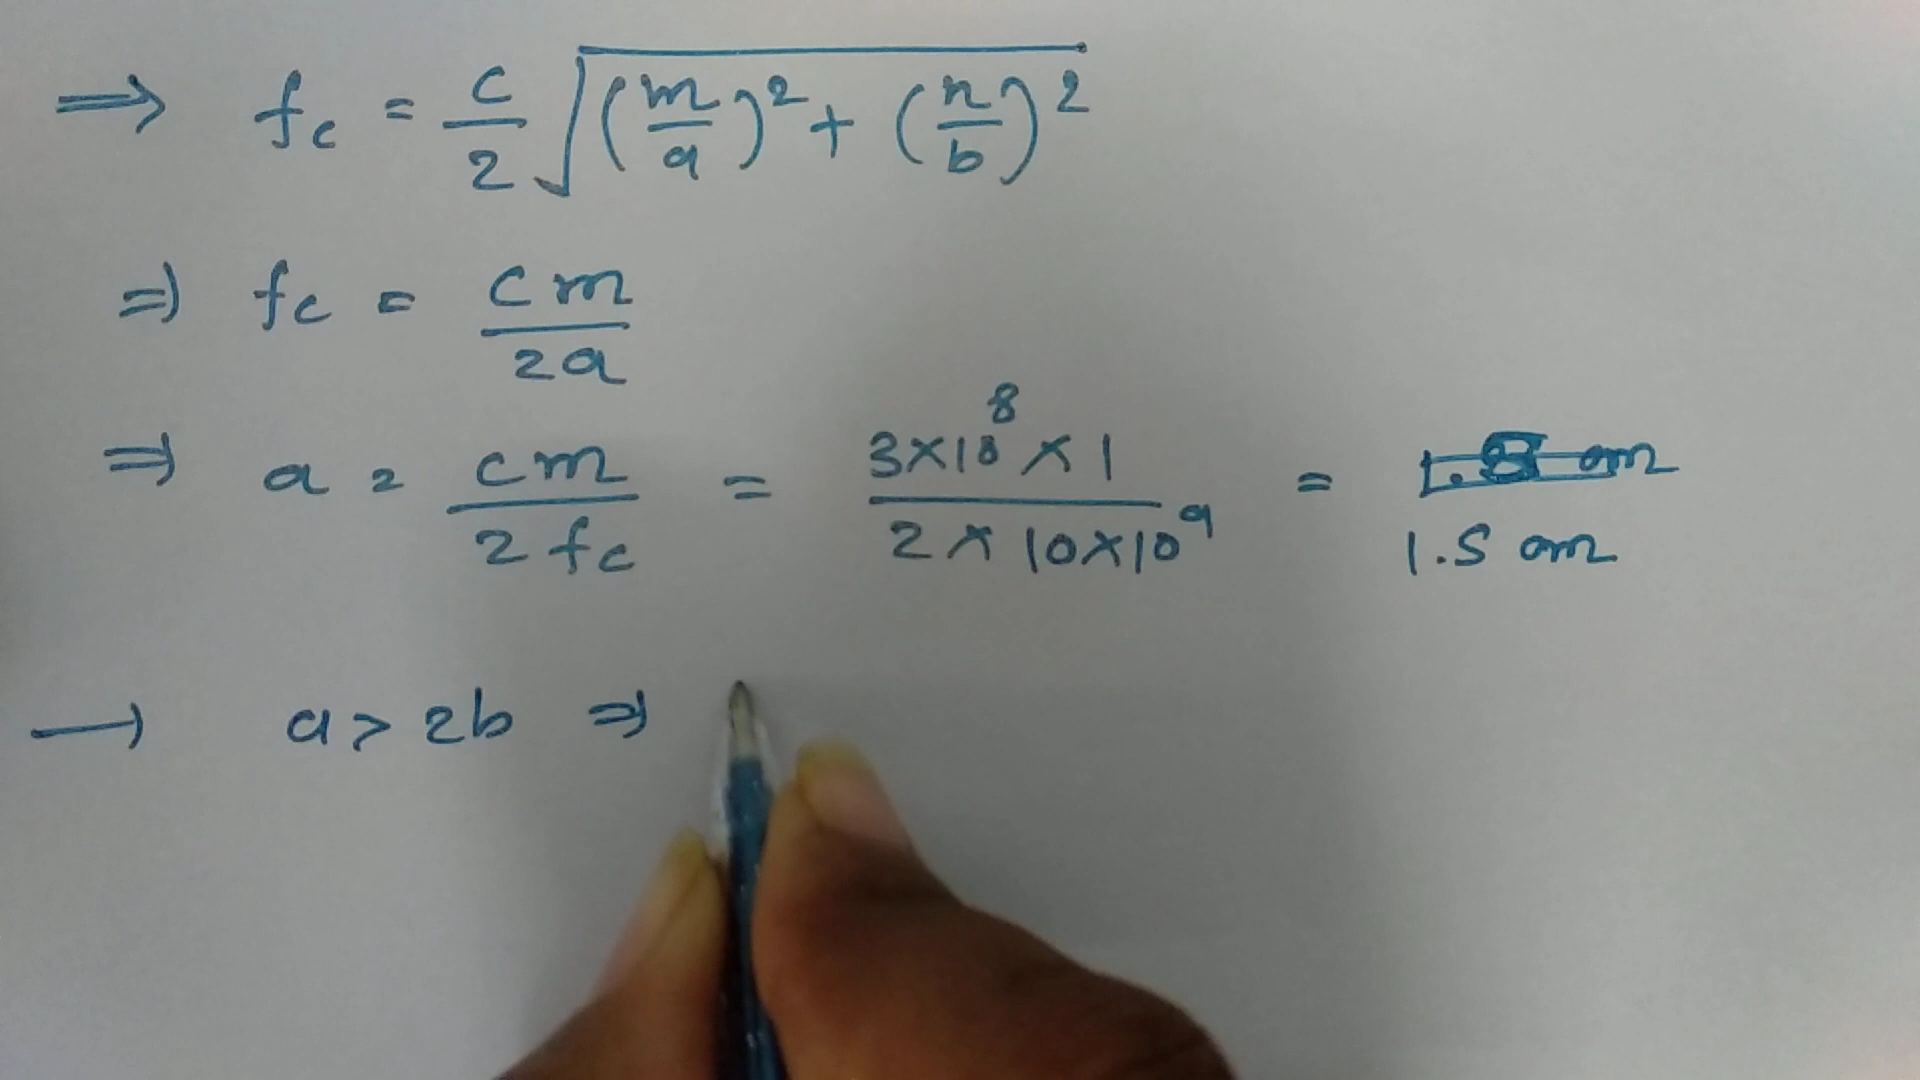 ⇒ fc = c/2 √((m/a)² + (n/b)²)
⇒ fc = cm/2a
⇒ a = cm/2fc = 3×10⁸×1/2×10×10⁹ =
1.5 cm
→ a > 2b ⇒